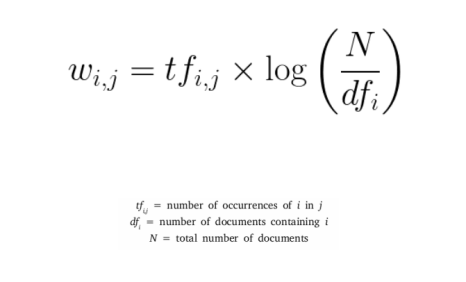 w_{i,j} = tf_{i,j} × log(N/df_i)
tf_{ij} = number of occurrences of i in j
df_i = number of documents containing i
N = total number of documents